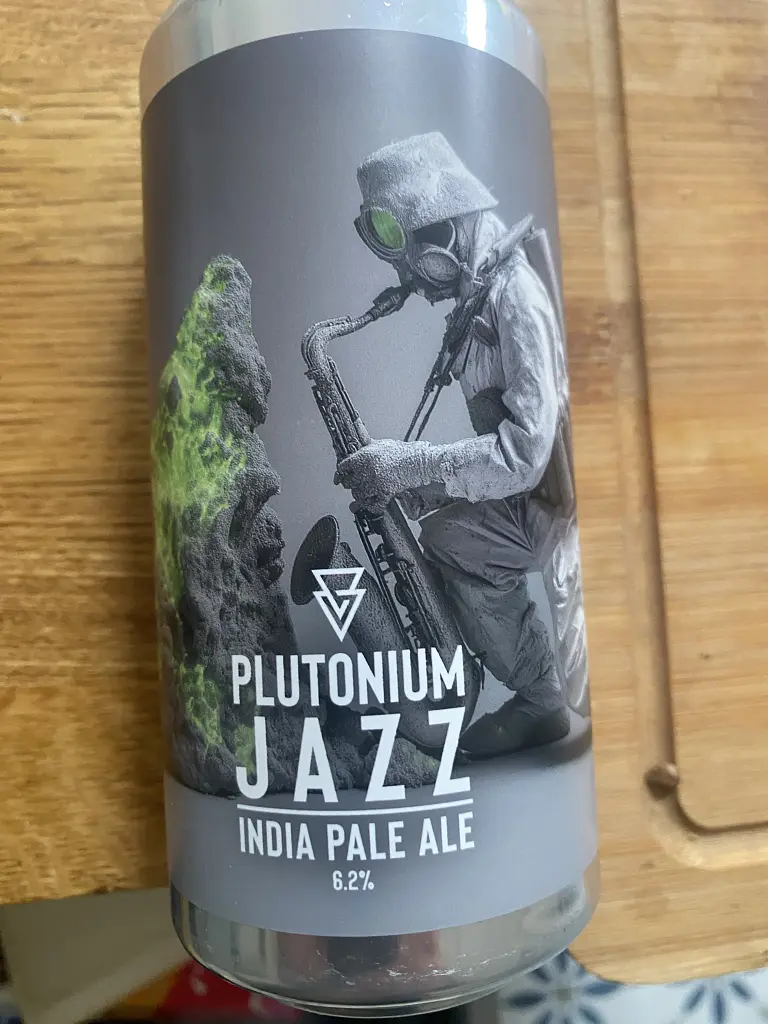 PLUTONIUM
JAZZ
INDIA PALE ALE
6.2%